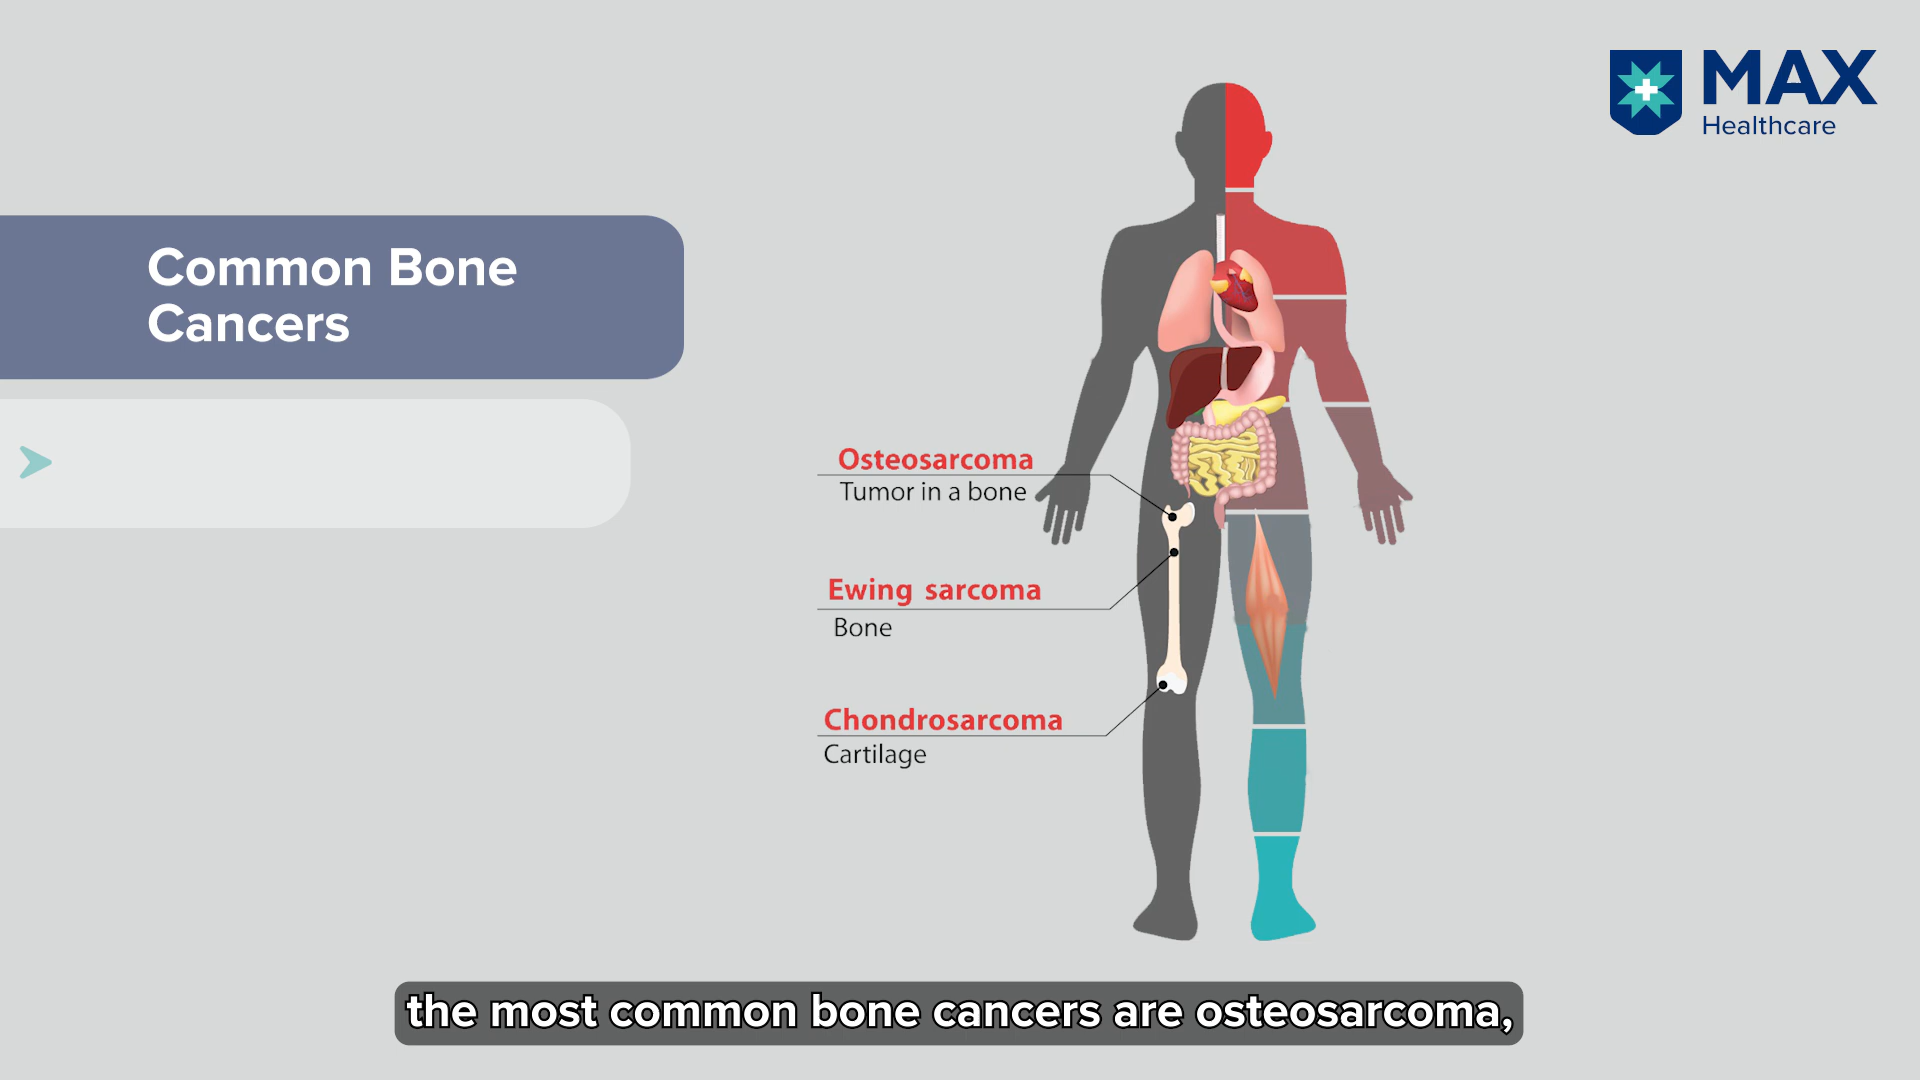 MAX
Healthcare
Common Bone
Cancers
Osteosarcoma
Tumor in a bone
Ewing sarcoma
Bone
Chondrosarcoma
Cartilage
the most common bone cancers are osteosarcoma,